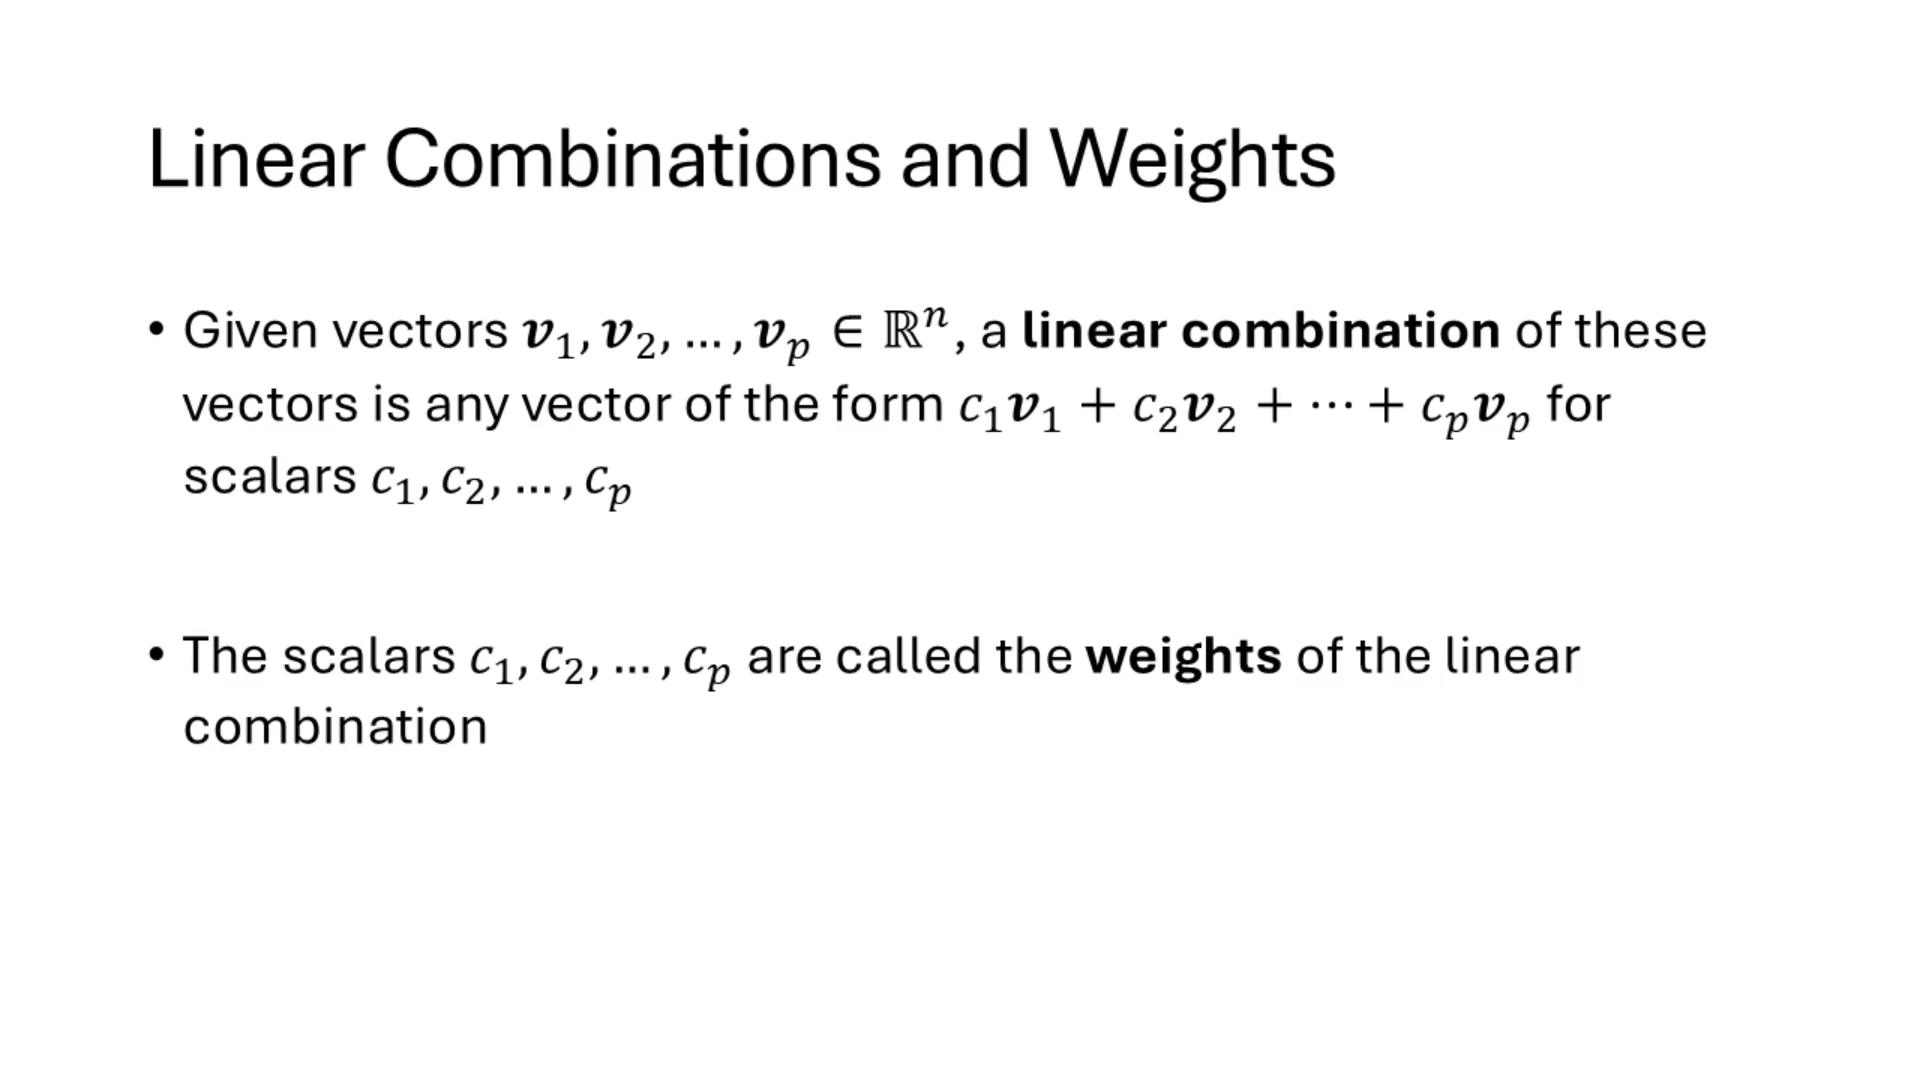 Linear Combinations and Weights
• Given vectors 𝒗₁, 𝒗₂, … , 𝒗ₚ ∈ ℝⁿ, a linear combination of these
vectors is any vector of the form c₁𝒗₁ + c₂𝒗₂ + ⋯ + cₚ𝒗ₚ for
scalars c₁, c₂, … , cₚ
• The scalars c₁, c₂, … , cₚ are called the weights of the linear
combination